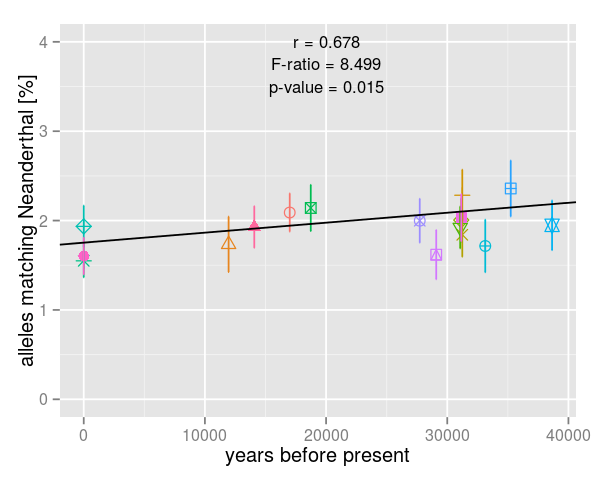 r = 0.678
F-ratio = 8.499
p-value = 0.015
alleles matching Neanderthal [%]
4
3
2
1
0
0 10000 20000 30000 40000
years before present